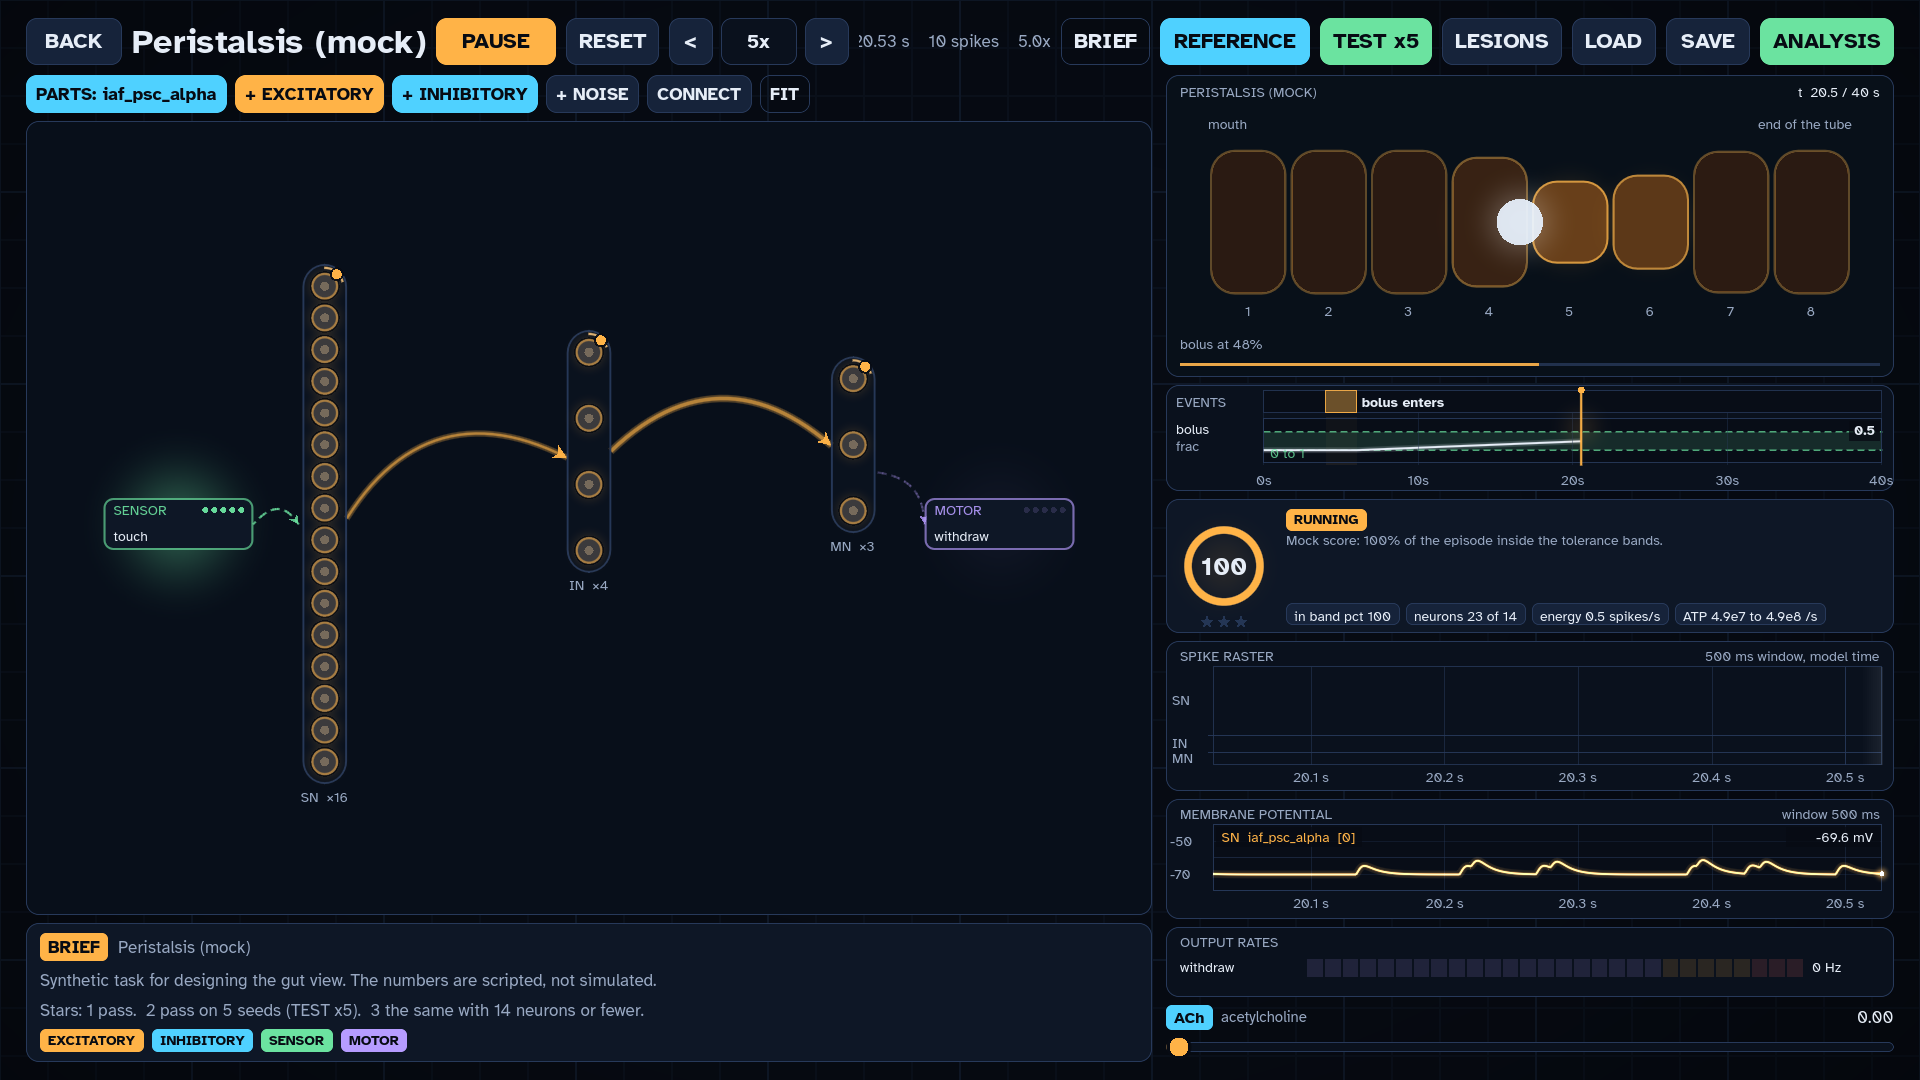 BACK Peristalsis (mock) PAUSE RESET < 5x > 20.53 s 10 spikes 5.0x BRIEF REFERENCE TEST x5 LESIONS LOAD SAVE ANALYSIS
PARTS: iaf_psc_alpha + EXCITATORY + INHIBITORY + NOISE CONNECT FIT
SENSOR
touch
SN ×16
IN ×4
MN ×3
MOTOR
withdraw
BRIEF Peristalsis (mock)
Synthetic task for designing the gut view. The numbers are scripted, not simulated.
Stars: 1 pass. 2 pass on 5 seeds (TEST x5). 3 the same with 14 neurons or fewer.
EXCITATORY INHIBITORY SENSOR MOTOR
PERISTALSIS (MOCK) t 20.5 / 40 s
mouth end of the tube
1 2 3 4 5 6 7 8
bolus at 48%
EVENTS bolus enters
bolus 0.5
frac
0 to 1
0s 10s 20s 30s 40s
RUNNING
Mock score: 100% of the episode inside the tolerance bands.
100
in band pct 100 neurons 23 of 14 energy 0.5 spikes/s ATP 4.9e7 to 4.9e8 /s
SPIKE RASTER 500 ms window, model time
SN
IN
MN
20.1 s 20.2 s 20.3 s 20.4 s 20.5 s
MEMBRANE POTENTIAL window 500 ms
-50 SN iaf_psc_alpha [0] -69.6 mV
-70
20.1 s 20.2 s 20.3 s 20.4 s 20.5 s
OUTPUT RATES
withdraw 0 Hz
ACh acetylcholine 0.00